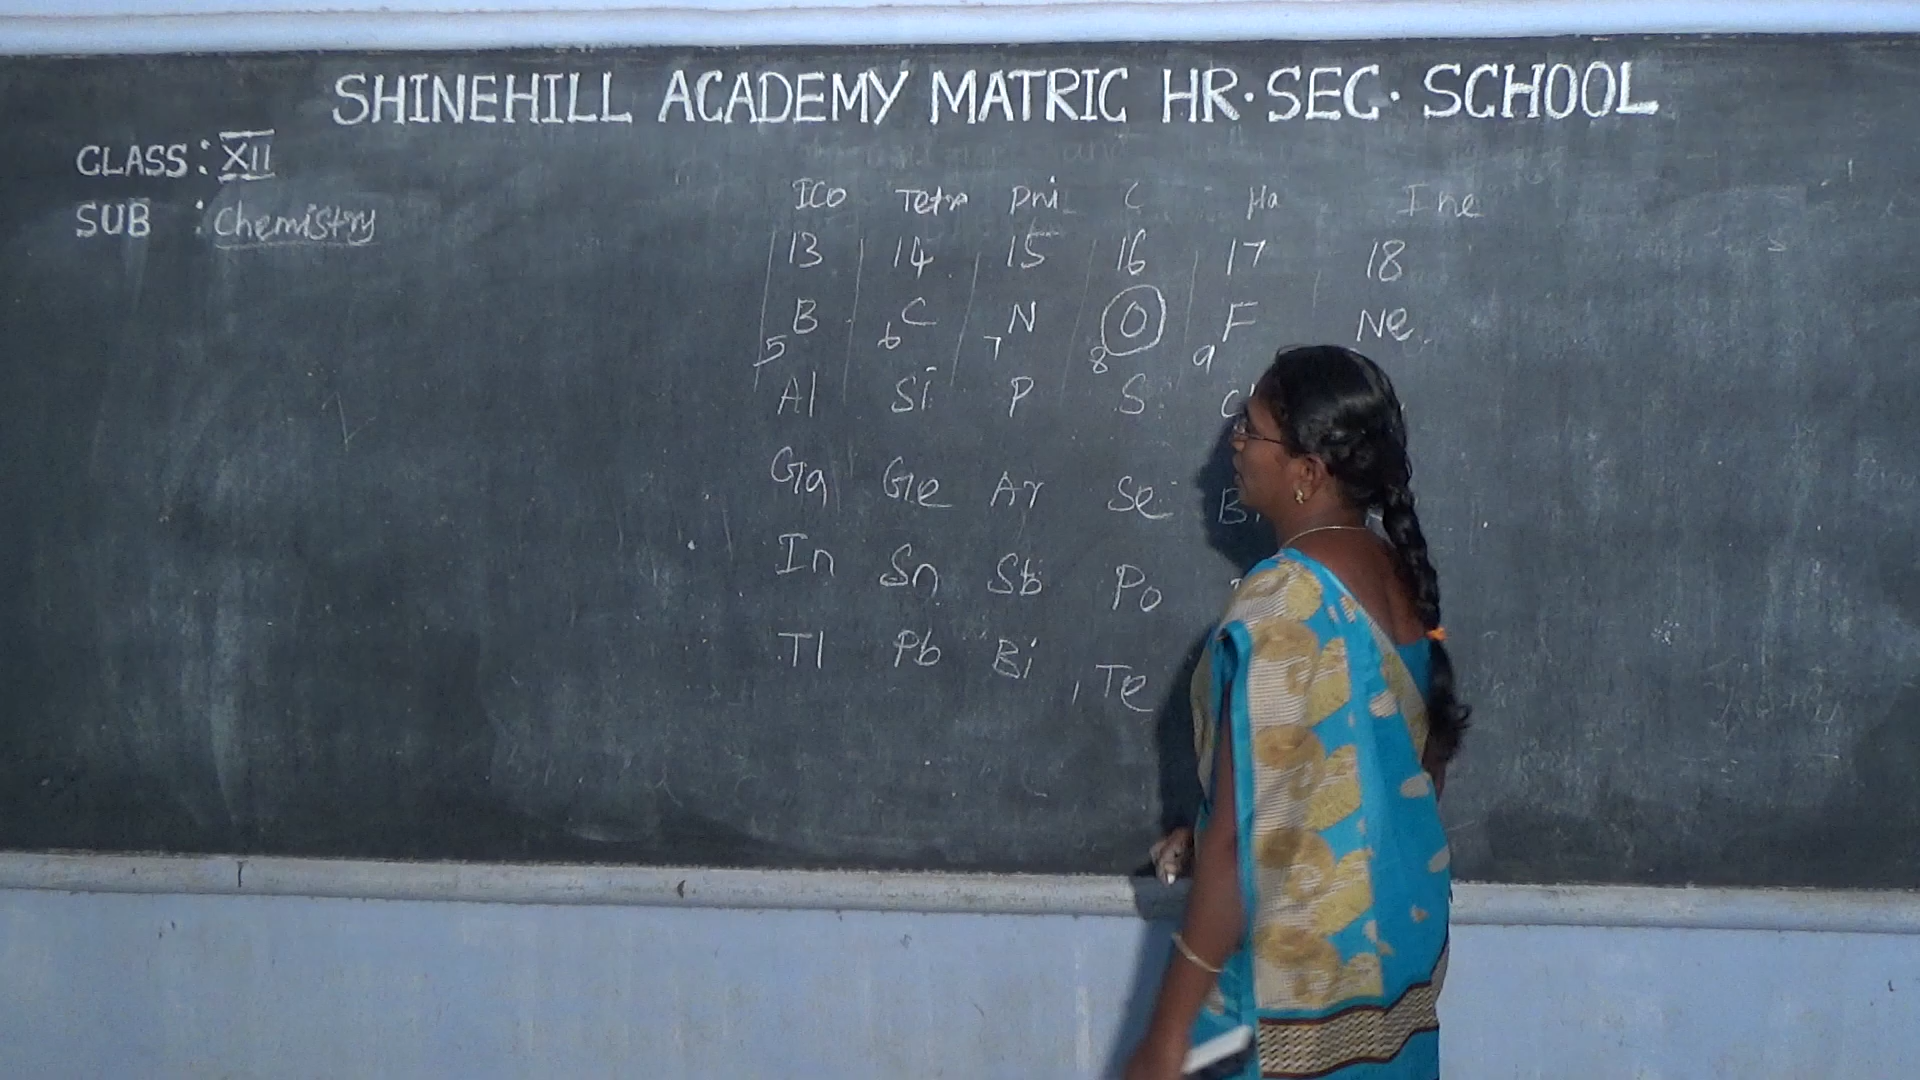 SHINEHILL ACADEMY MATRIC HR. SEC. SCHOOL
CLASS: XII
SUB : Chemistry
Ico Tetra Pni C Ha Ine
13 14 15 16 17 18
B C N O F Ne
5 6 7 8 9
Al Si P S
Ga Ge Ar Se
In Sn Sb Po
Tl Pb Bi Te